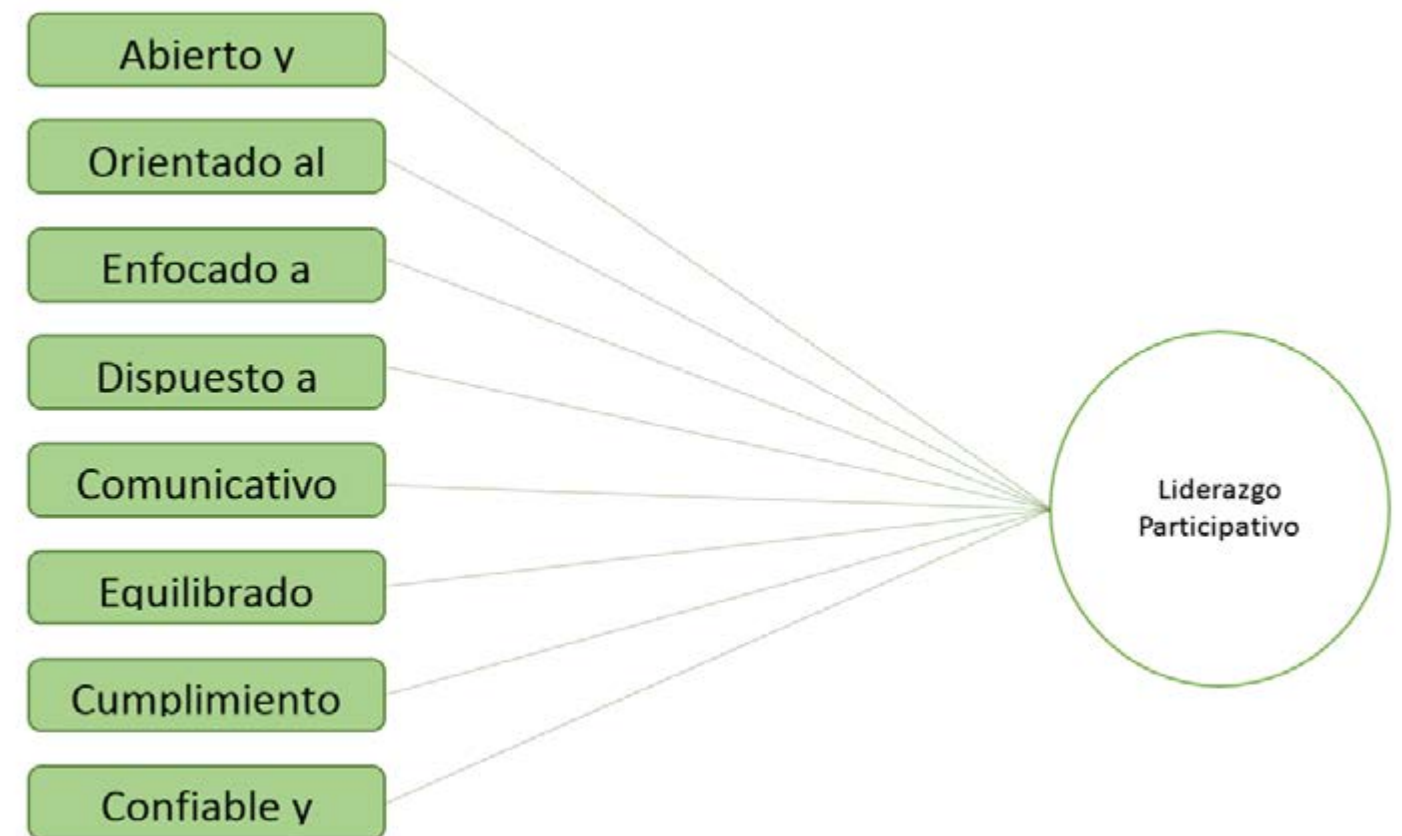 Abierto y
Orientado al
Enfocado a
Dispuesto a
Comunicativo
Equilibrado
Cumplimiento
Confiable y
Liderazgo
Participativo